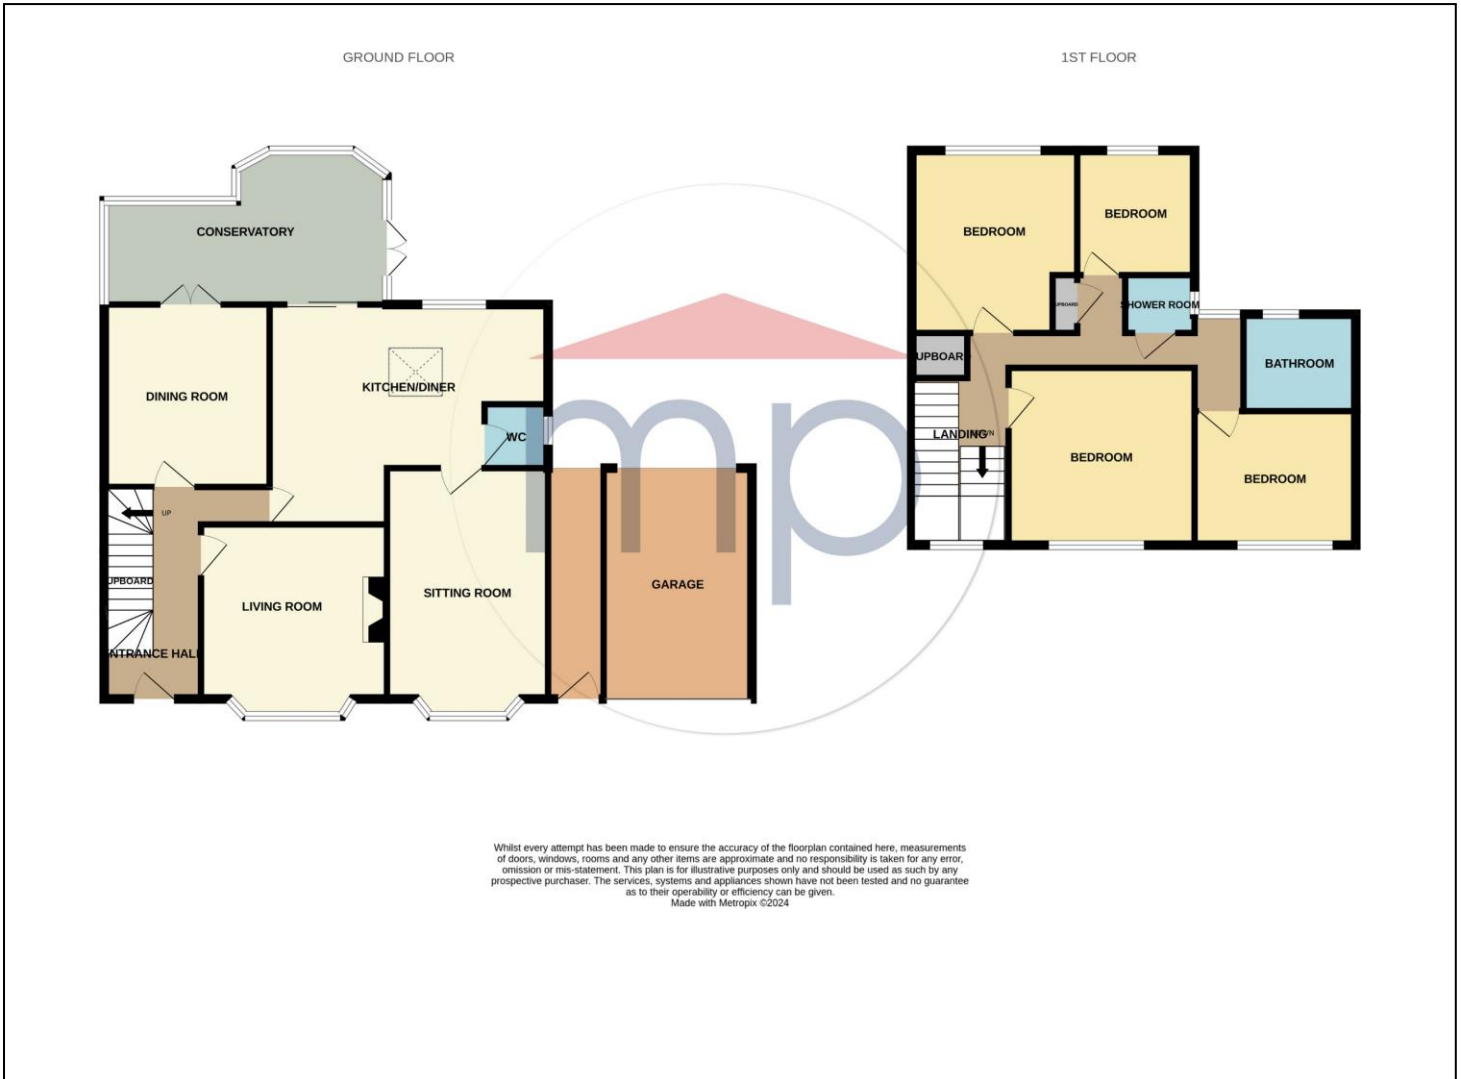 GROUND FLOOR
1ST FLOOR
CONSERVATORY
DINING ROOM
KITCHEN/DINER
WC
UP
UPBOARD
LIVING ROOM
SITTING ROOM
GARAGE
ENTRANCE HALL
BEDROOM
BEDROOM
UPBOARD
SHOWER ROOM
UPBOARD
BATHROOM
LANDING
BEDROOM
BEDROOM
mp
Whilst every attempt has been made to ensure the accuracy of the floorplan contained here, measurements
of doors, windows, rooms and any other items are approximate and no responsibility is taken for any error,
omission or mis-statement. This plan is for illustrative purposes only and should be used as such by any
prospective purchaser. The services, systems and appliances shown have not been tested and no guarantee
as to their operability or efficiency can be given.
Made with Metropix ©2024